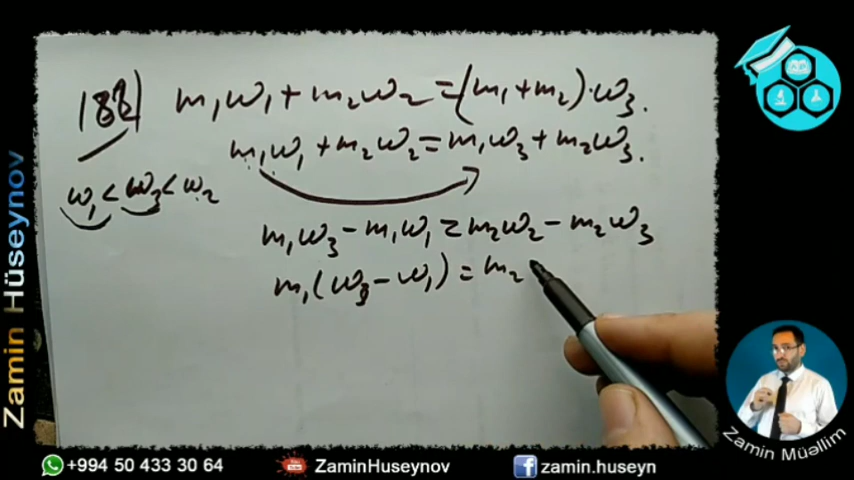 188) m₁ω₁ + m₂ω₂ = (m₁ + m₂)·ω₃.
m₁ω₁ + m₂ω₂ = m₁ω₃ + m₂ω₃.
ω₁ < ω₃ < ω₂
m₁ω₃ - m₁ω₁ = m₂ω₂ - m₂ω₃
m₁(ω₃ - ω₁) = m₂
Zamin Hüseynov
Zamin Müəllim
+994 50 433 30 64
ZaminHuseynov
zamin.huseyn